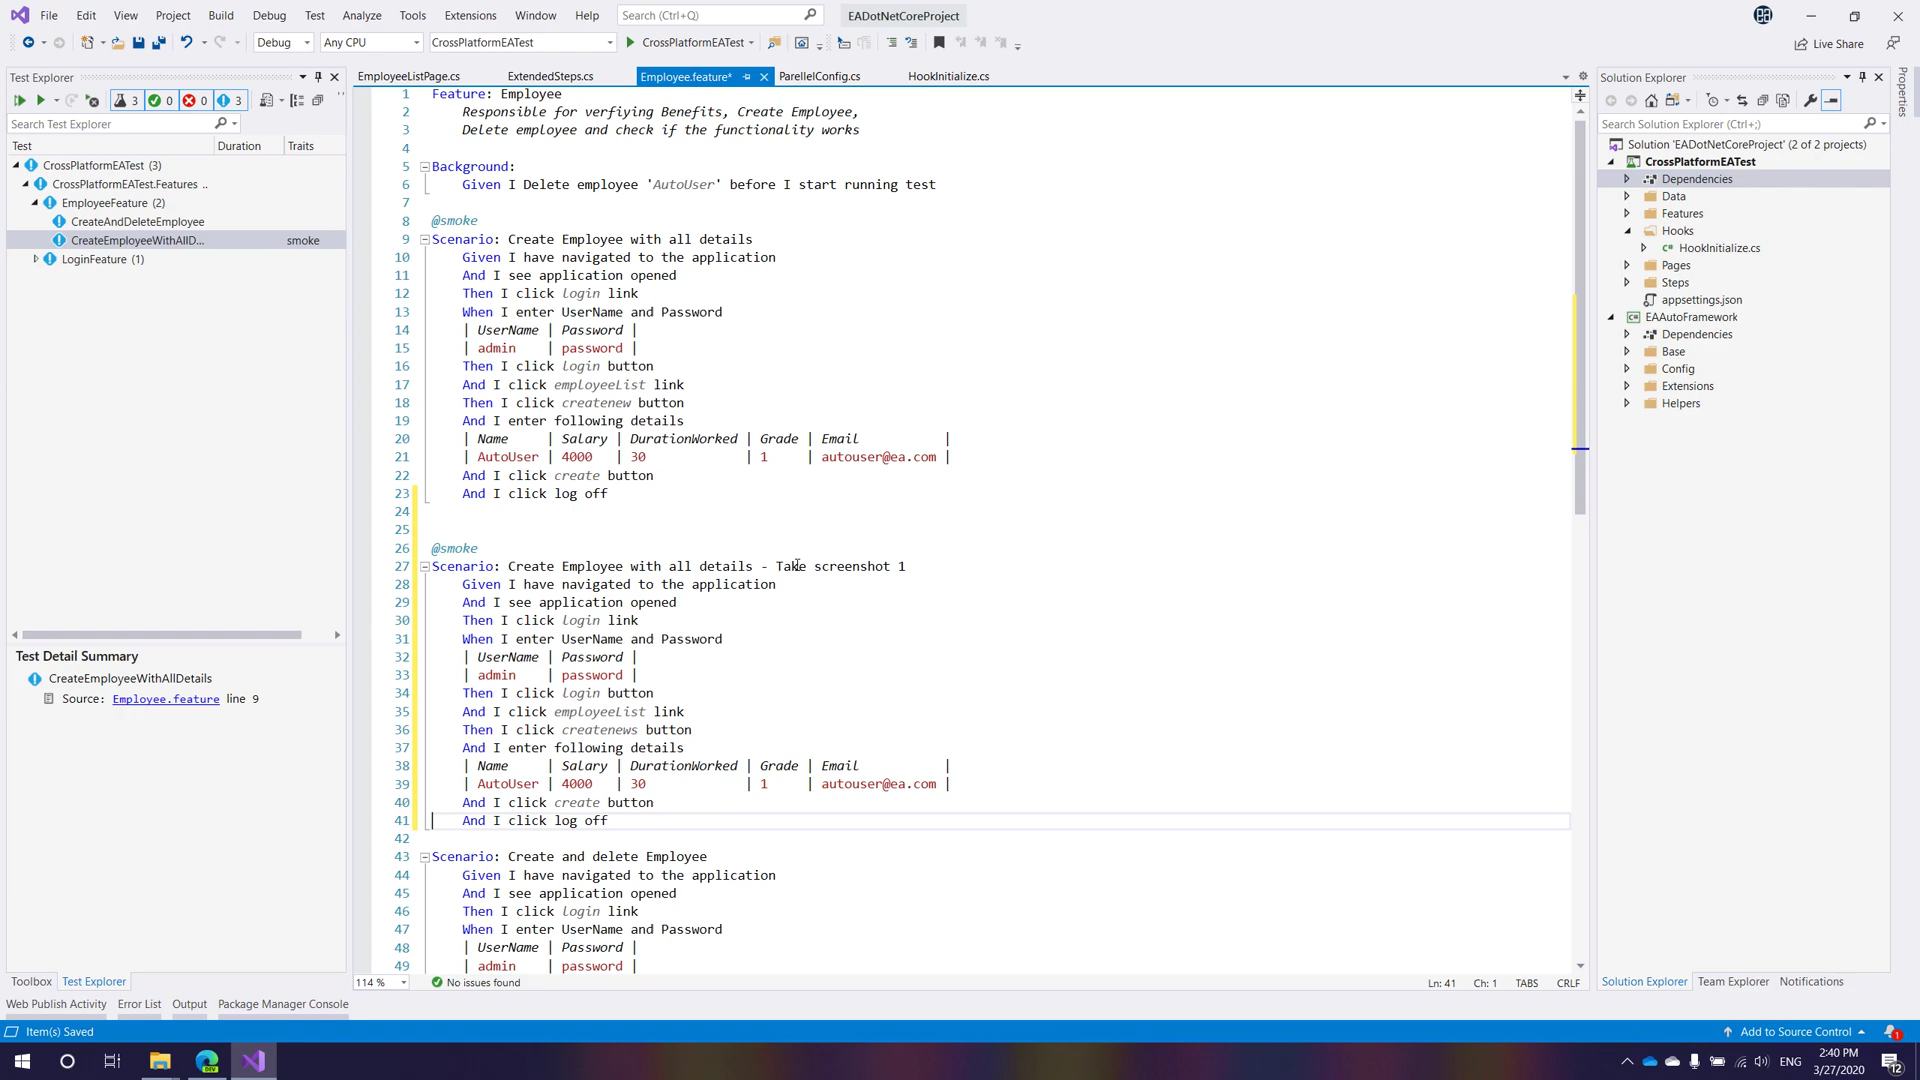 File Edit View Project Build Debug Test Analyze Tools Extensions Window Help Search (Ctrl+Q) EADotNetCoreProject
Debug Any CPU CrossPlatformEATest CrossPlatformEATest Live Share
Test Explorer
3 0 0 3
Search Test Explorer
Test Duration Traits
CrossPlatformEATest (3)
CrossPlatformEATest.Features ..
EmployeeFeature (2)
CreateAndDeleteEmployee
CreateEmployeeWithAllD... smoke
LoginFeature (1)
Test Detail Summary
CreateEmployeeWithAllDetails
Source: Employee.feature line 9
Toolbox Test Explorer
EmployeeListPage.cs ExtendedSteps.cs Employee.feature* ParellelConfig.cs HookInitialize.cs
1 Feature: Employee
2 Responsible for verfiying Benefits, Create Employee,
3 Delete employee and check if the functionality works
4
5 Background:
6 Given I Delete employee 'AutoUser' before I start running test
7
8 @smoke
9 Scenario: Create Employee with all details
10 Given I have navigated to the application
11 And I see application opened
12 Then I click login link
13 When I enter UserName and Password
14 | UserName | Password |
15 | admin | password |
16 Then I click login button
17 And I click employeeList link
18 Then I click createnew button
19 And I enter following details
20 | Name | Salary | DurationWorked | Grade | Email |
21 | AutoUser | 4000 | 30 | 1 | autouser@ea.com |
22 And I click create button
23 And I click log off
24
25
26 @smoke
27 Scenario: Create Employee with all details - Take screenshot 1
28 Given I have navigated to the application
29 And I see application opened
30 Then I click login link
31 When I enter UserName and Password
32 | UserName | Password |
33 | admin | password |
34 Then I click login button
35 And I click employeeList link
36 Then I click createnews button
37 And I enter following details
38 | Name | Salary | DurationWorked | Grade | Email |
39 | AutoUser | 4000 | 30 | 1 | autouser@ea.com |
40 And I click create button
41 And I click log off
42
43 Scenario: Create and delete Employee
44 Given I have navigated to the application
45 And I see application opened
46 Then I click login link
47 When I enter UserName and Password
48 | UserName | Password |
49 | admin | password |
114 % No issues found Ln: 41 Ch: 1 TABS CRLF
Solution Explorer
Search Solution Explorer (Ctrl+;)
Solution 'EADotNetCoreProject' (2 of 2 projects)
CrossPlatformEATest
Dependencies
Data
Features
Hooks
HookInitialize.cs
Pages
Steps
appsettings.json
EAAutoFramework
Dependencies
Base
Config
Extensions
Helpers
Solution Explorer Team Explorer Notifications
Properties
Web Publish Activity Error List Output Package Manager Console
Item(s) Saved Add to Source Control 1
DEV
ENG 2:40 PM
3/27/2020 12